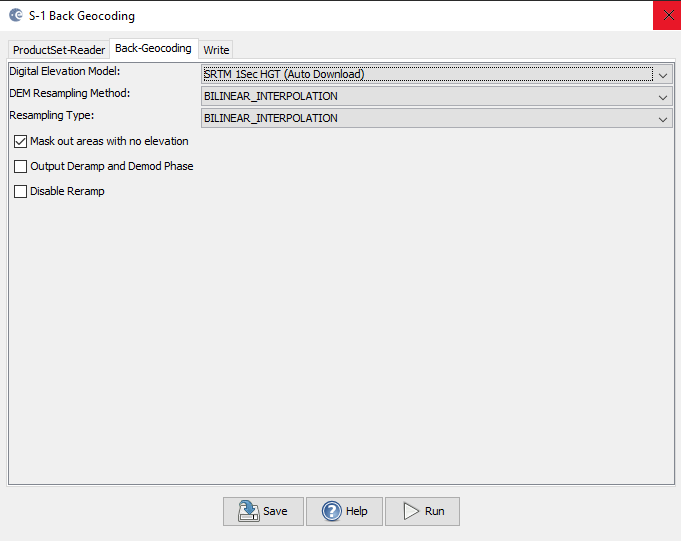 S-1 Back Geocoding
ProductSet-Reader Back-Geocoding Write
Digital Elevation Model: SRTM 1Sec HGT (Auto Download)
DEM Resampling Method: BILINEAR_INTERPOLATION
Resampling Type: BILINEAR_INTERPOLATION
Mask out areas with no elevation
Output Deramp and Demod Phase
Disable Reramp
Save Help Run